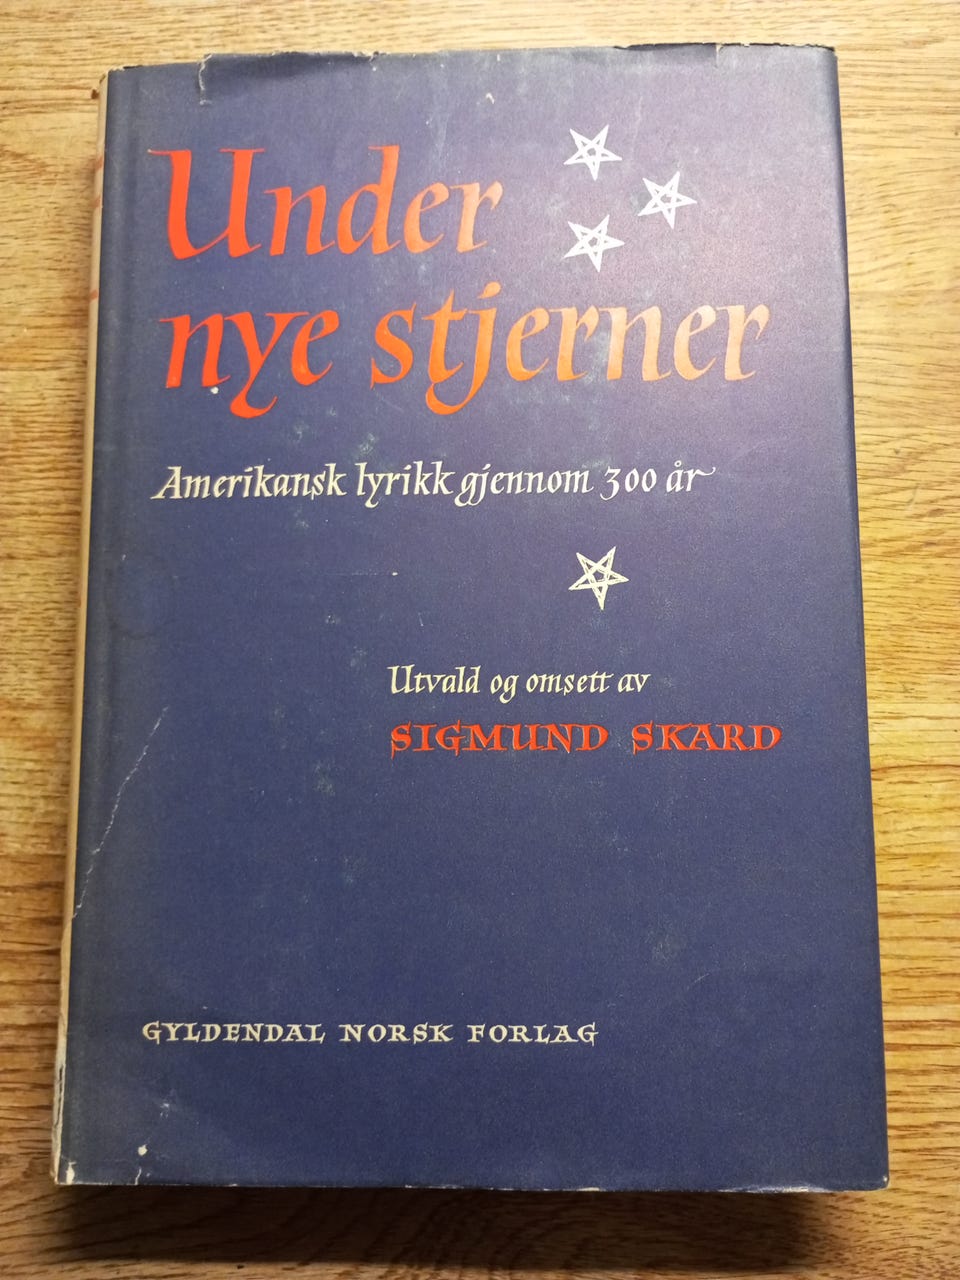 Under
nye stjerner
Amerikansk lyrikk gjennom 300 år
Utvald og omsett av
SIGMUND SKARD
GYLDENDAL NORSK FORLAG